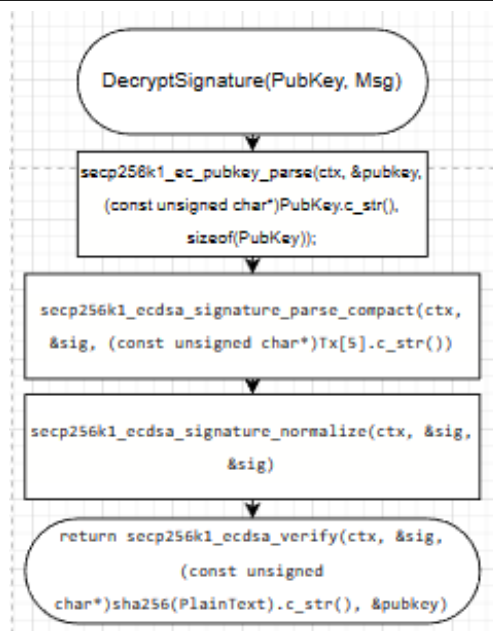 DecryptSignature(PubKey, Msg)
secp256k1_ec_pubkey_parse(ctx, &pubkey,
(const unsigned char*)PubKey.c_str(),
sizeof(PubKey));
secp256k1_ecdsa_signature_parse_compact(ctx,
&sig, (const unsigned char*)Tx[5].c_str())
secp256k1_ecdsa_signature_normalize(ctx, &sig,
&sig)
return secp256k1_ecdsa_verify(ctx, &sig,
(const unsigned
char*)sha256(PlainText).c_str(), &pubkey)